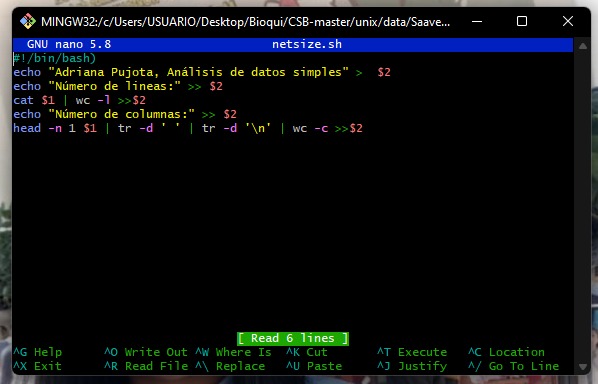 MINGW32:/c/Users/USUARIO/Desktop/Bioqui/CSB-master/unix/data/Saave...
GNU nano 5.8 netsize.sh
#!/bin/bash)
echo "Adriana Pujota, Análisis de datos simples" > $2
echo "Número de lineas:" >> $2
cat $1 | wc -l >>$2
echo "Número de columnas:" >> $2
head -n 1 $1 | tr -d ' ' | tr -d '\n' | wc -c >>$2
[ Read 6 lines ]
^G Help ^O Write Out ^W Where Is ^K Cut ^T Execute ^C Location
^X Exit ^R Read File ^\ Replace ^U Paste ^J Justify ^/ Go To Line